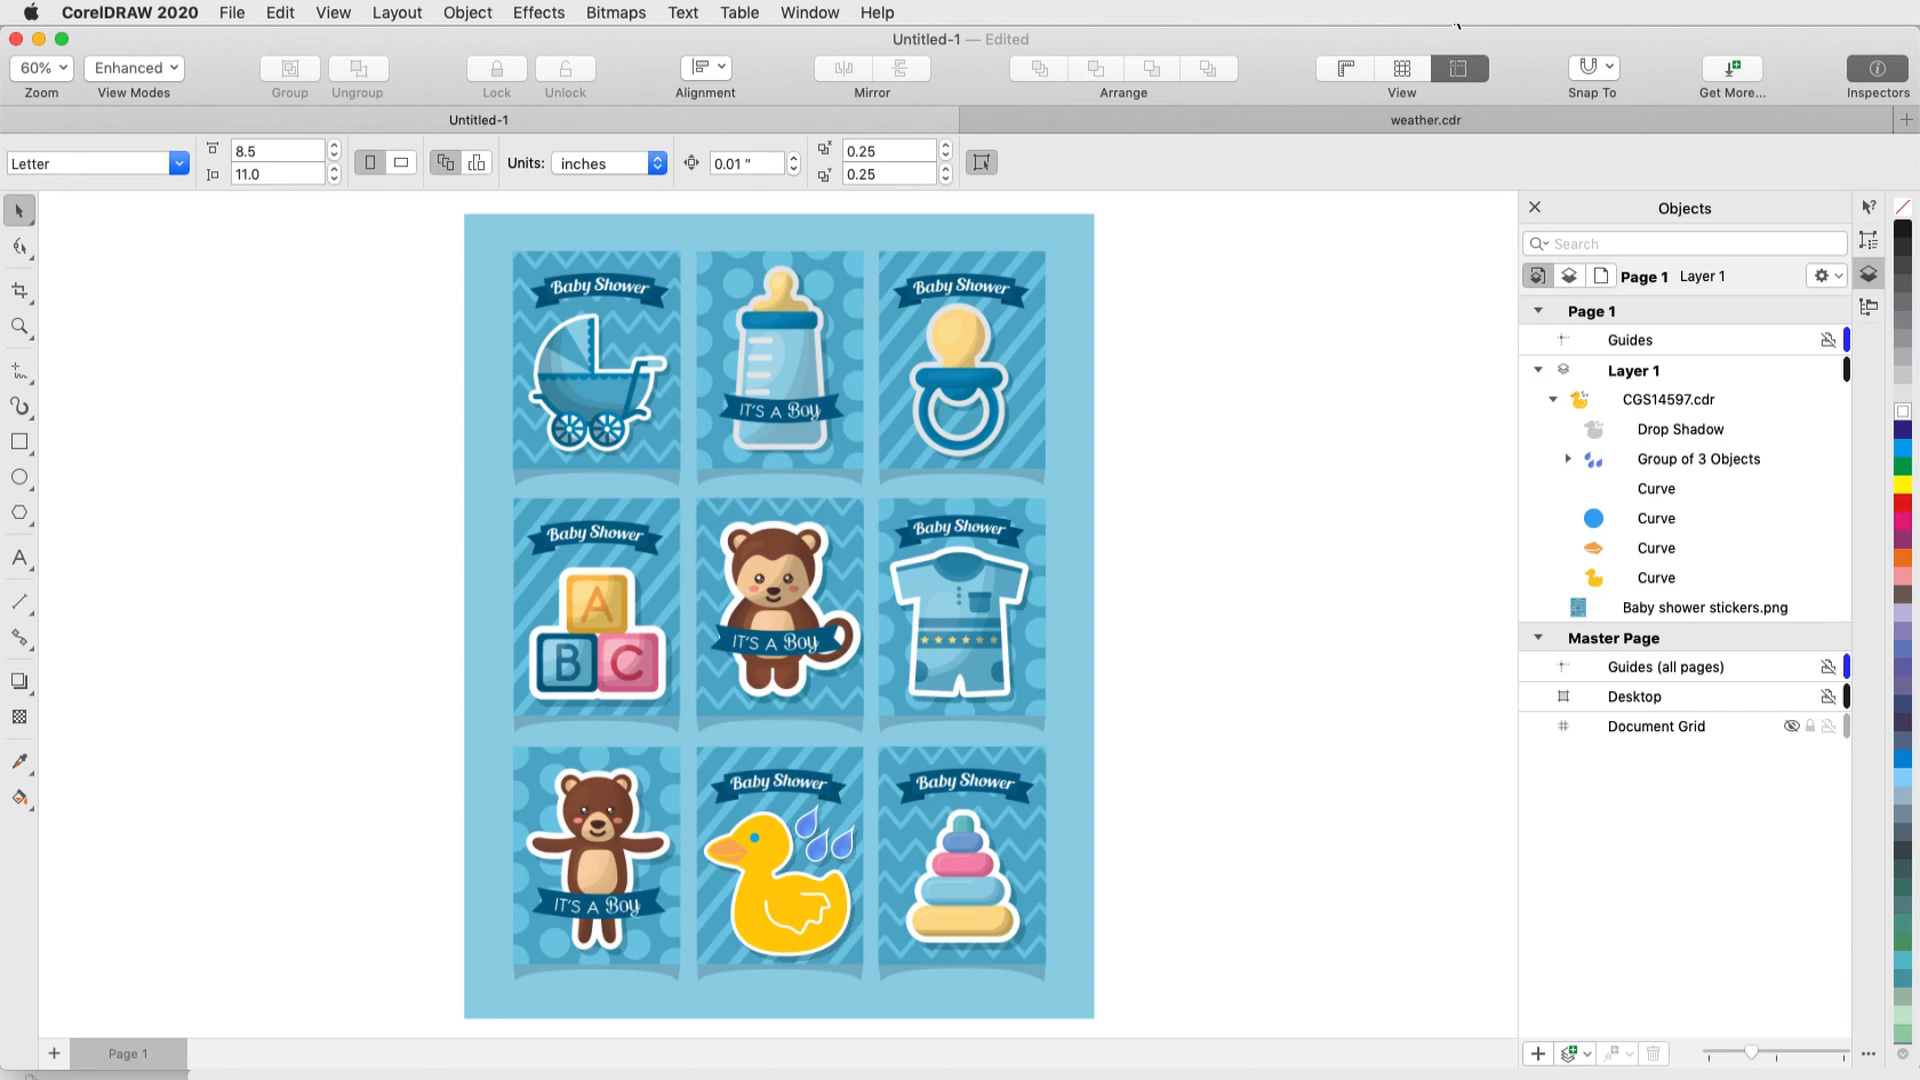 CorelDRAW 2020 File Edit View Layout Object Effects Bitmaps Text Table Window Help
Untitled-1 — Edited
60% Enhanced
Zoom View Modes Group Ungroup Lock Unlock Alignment Mirror Arrange View Snap To Get More... Inspectors
Untitled-1 weather.cdr
Letter 8.5 11.0 Units: inches 0.01 " 0.25 0.25
Objects
Search
Page 1 Layer 1
Page 1
Guides
Layer 1
CGS14597.cdr
Drop Shadow
Group of 3 Objects
Curve
Curve
Curve
Curve
Baby shower stickers.png
Master Page
Guides (all pages)
Desktop
Document Grid
Baby Shower
IT'S A Boy
Baby Shower
Baby Shower
A
B C
IT'S A Boy
Baby Shower
IT'S A Boy
Baby Shower
Baby Shower
Page 1